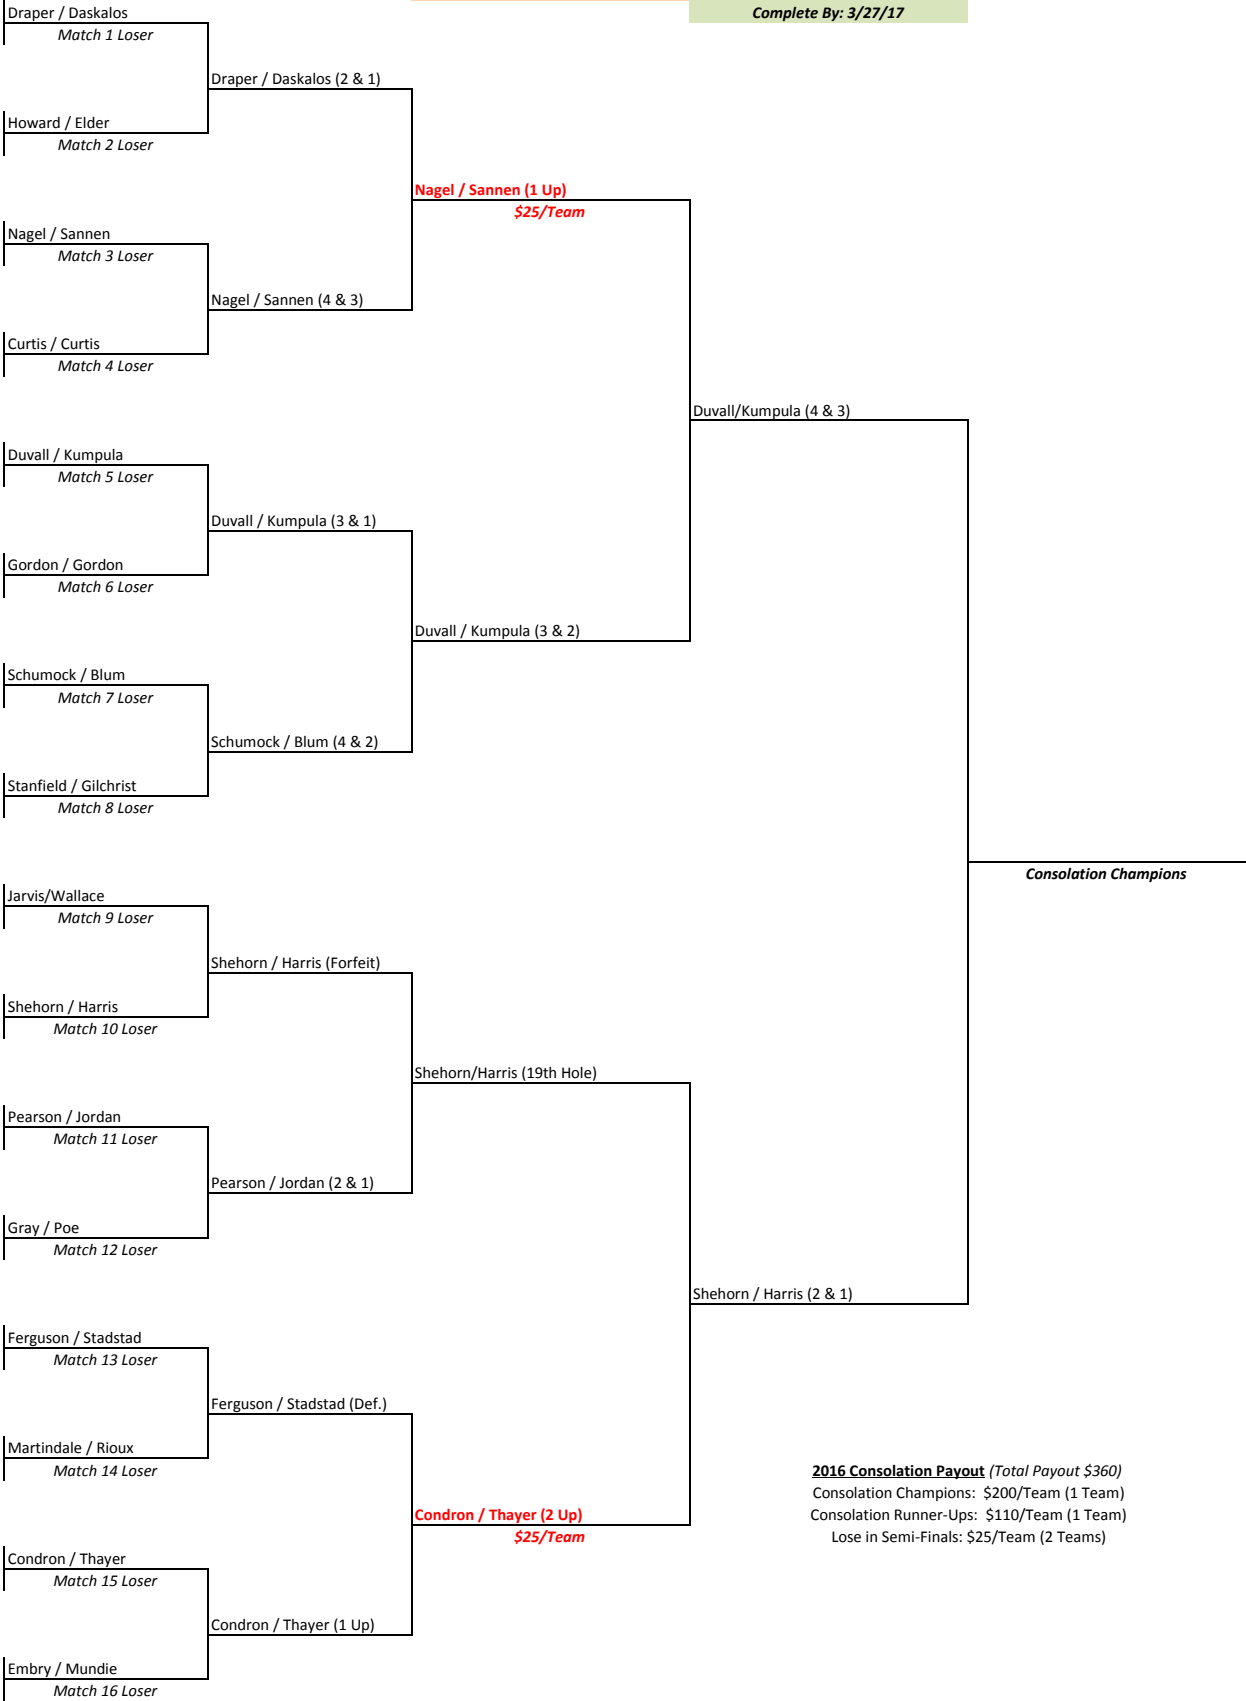 Draper / Daskalos
Complete By: 3/27/17
Match 1 Loser
Draper / Daskalos (2 & 1)
Howard / Elder
Match 2 Loser
Nagel / Sannen (1 Up)
$25/Team
Nagel / Sannen
Match 3 Loser
Nagel / Sannen (4 & 3)
Curtis / Curtis
Match 4 Loser
Duvall/Kumpula (4 & 3)
Duvall / Kumpula
Match 5 Loser
Duvall / Kumpula (3 & 1)
Gordon / Gordon
Match 6 Loser
Duvall / Kumpula (3 & 2)
Schumock / Blum
Match 7 Loser
Schumock / Blum (4 & 2)
Stanfield / Gilchrist
Match 8 Loser
Consolation Champions
Jarvis/Wallace
Match 9 Loser
Shehorn / Harris (Forfeit)
Shehorn / Harris
Match 10 Loser
Shehorn/Harris (19th Hole)
Pearson / Jordan
Match 11 Loser
Pearson / Jordan (2 & 1)
Gray / Poe
Match 12 Loser
Shehorn / Harris (2 & 1)
Ferguson / Stadstad
Match 13 Loser
Ferguson / Stadstad (Def.)
Martindale / Rioux
Match 14 Loser
2016 Consolation Payout (Total Payout $360)
Consolation Champions: $200/Team (1 Team)
Consolation Runner-Ups: $110/Team (1 Team)
Lose in Semi-Finals: $25/Team (2 Teams)
Condron / Thayer (2 Up)
$25/Team
Condron / Thayer
Match 15 Loser
Condron / Thayer (1 Up)
Embry / Mundie
Match 16 Loser